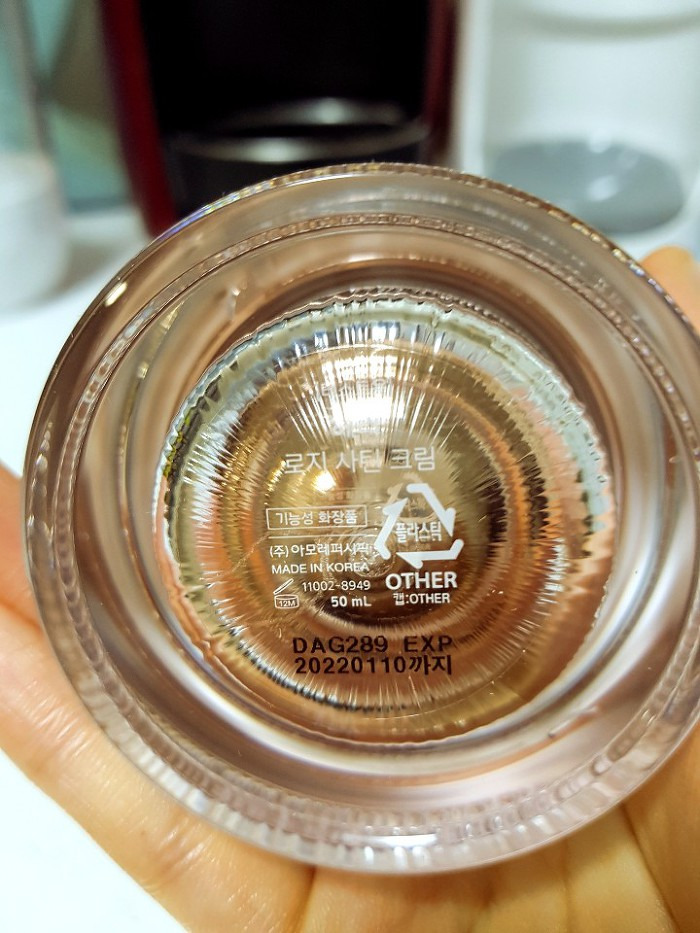 로지 사틴 크림
기능성 화장품
(주)아모레퍼시픽
MADE IN KOREA
11002-8949
12M
50 mL
플라스틱
OTHER
캡:OTHER
DAG289 EXP
20220110까지